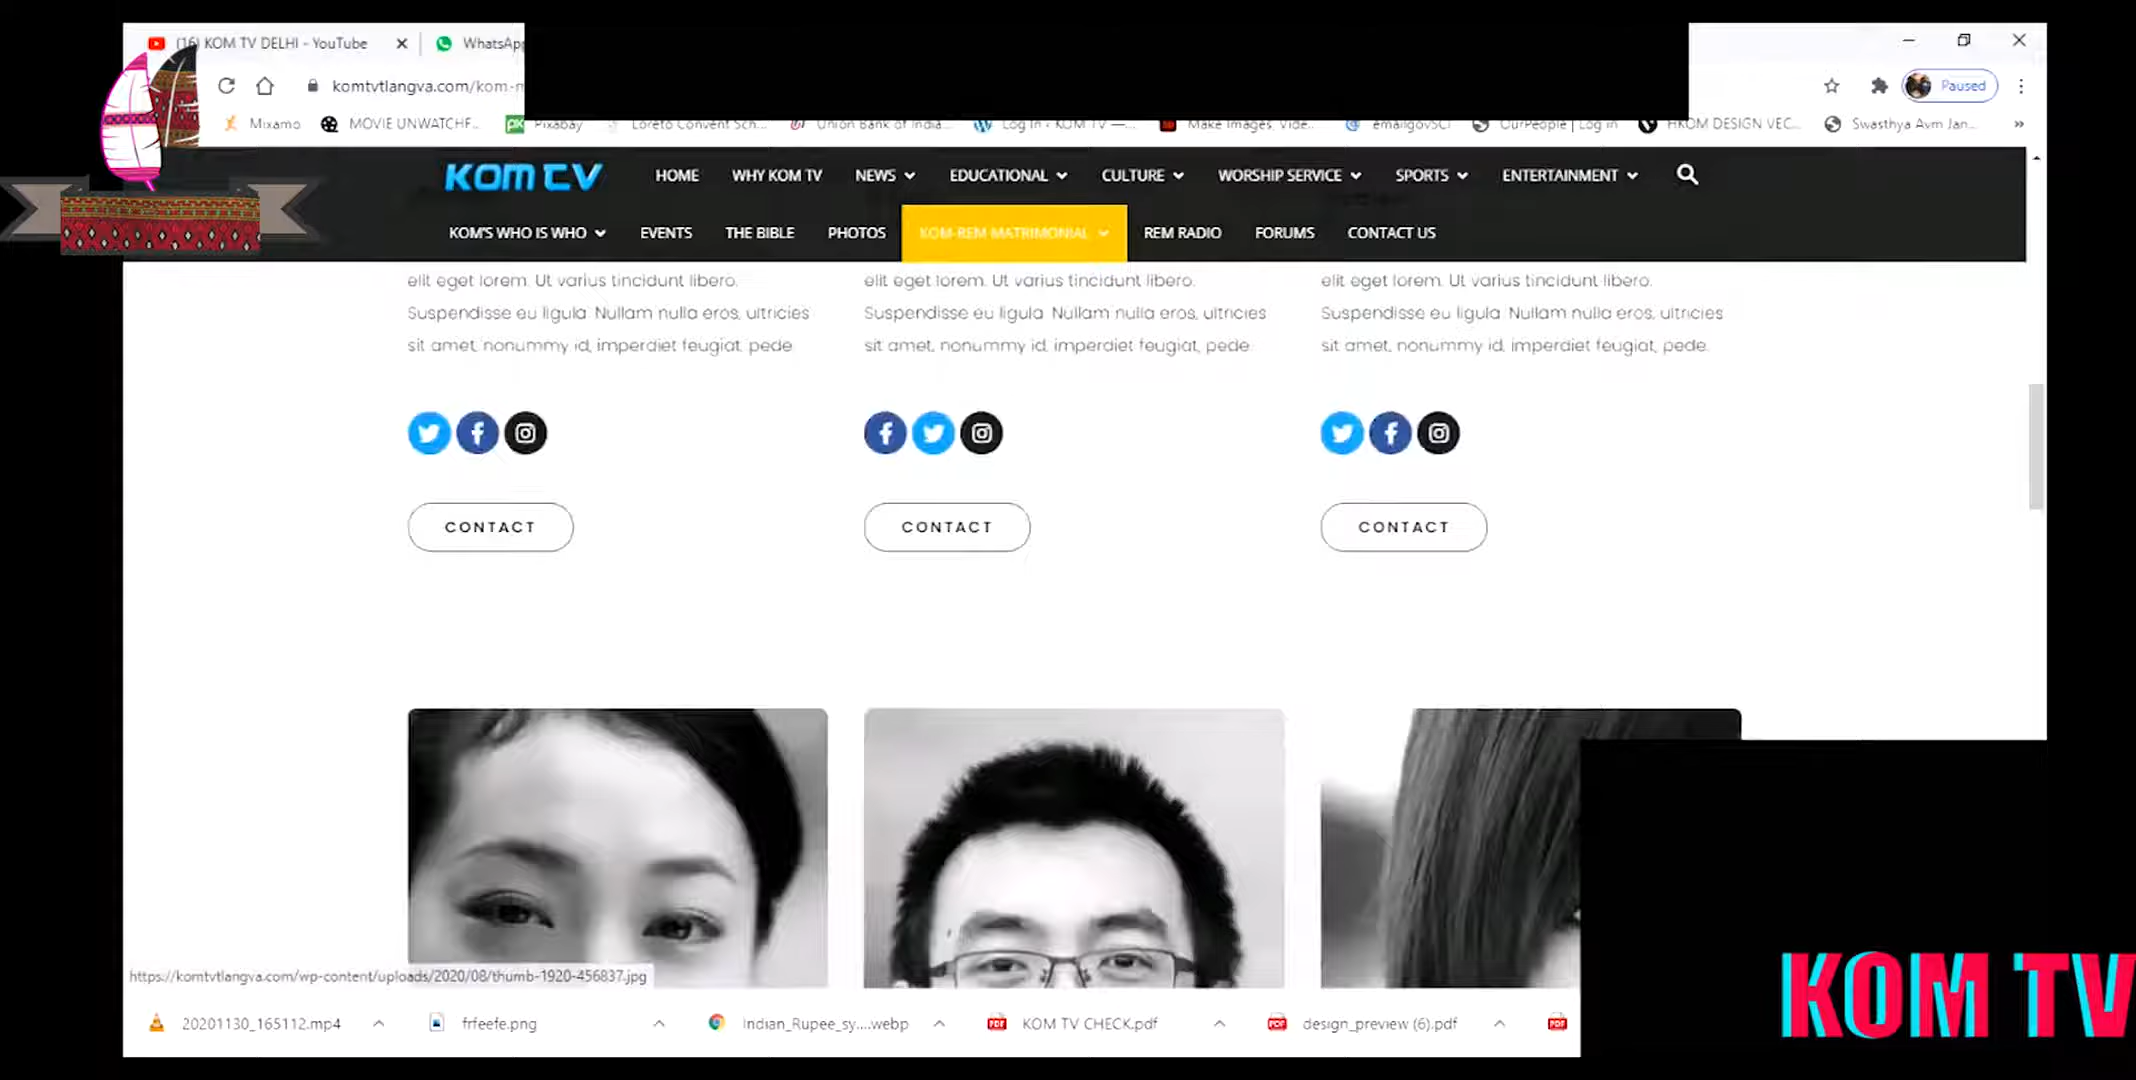 (16) KOM TV DELHI - YouTube
WhatsApp
komtvtlangva.com/kom-
Paused
Mixamo
MOVIE UNWATCHF...
Pixabay
Loreto Convent Sch...
Union Bank of India...
Log In ‹ KOM TV —...
Make Images, Vide...
emailgovSCI
OurPeople | Log in
HKOM DESIGN VEC...
Swasthya Avm Jan...
»
KOM TV
HOME
WHY KOM TV
NEWS
EDUCATIONAL
CULTURE
WORSHIP SERVICE
SPORTS
ENTERTAINMENT
KOM'S WHO IS WHO
EVENTS
THE BIBLE
PHOTOS
KOM-REM MATRIMONIAL
REM RADIO
FORUMS
CONTACT US
elit eget lorem. Ut varius tincidunt libero.
Suspendisse eu ligula. Nullam nulla eros, ultricies
sit amet, nonummy id, imperdiet feugiat, pede.
elit eget lorem. Ut varius tincidunt libero.
Suspendisse eu ligula. Nullam nulla eros, ultricies
sit amet, nonummy id, imperdiet feugiat, pede.
elit eget lorem. Ut varius tincidunt libero.
Suspendisse eu ligula. Nullam nulla eros, ultricies
sit amet, nonummy id, imperdiet feugiat, pede.
CONTACT
CONTACT
CONTACT
https://komtvtlangva.com/wp-content/uploads/2020/08/thumb-1920-456837.jpg
20201130_165112.mp4
frfeefe.png
Indian_Rupee_sy....webp
KOM TV CHECK.pdf
design_preview (6).pdf
KOM TV